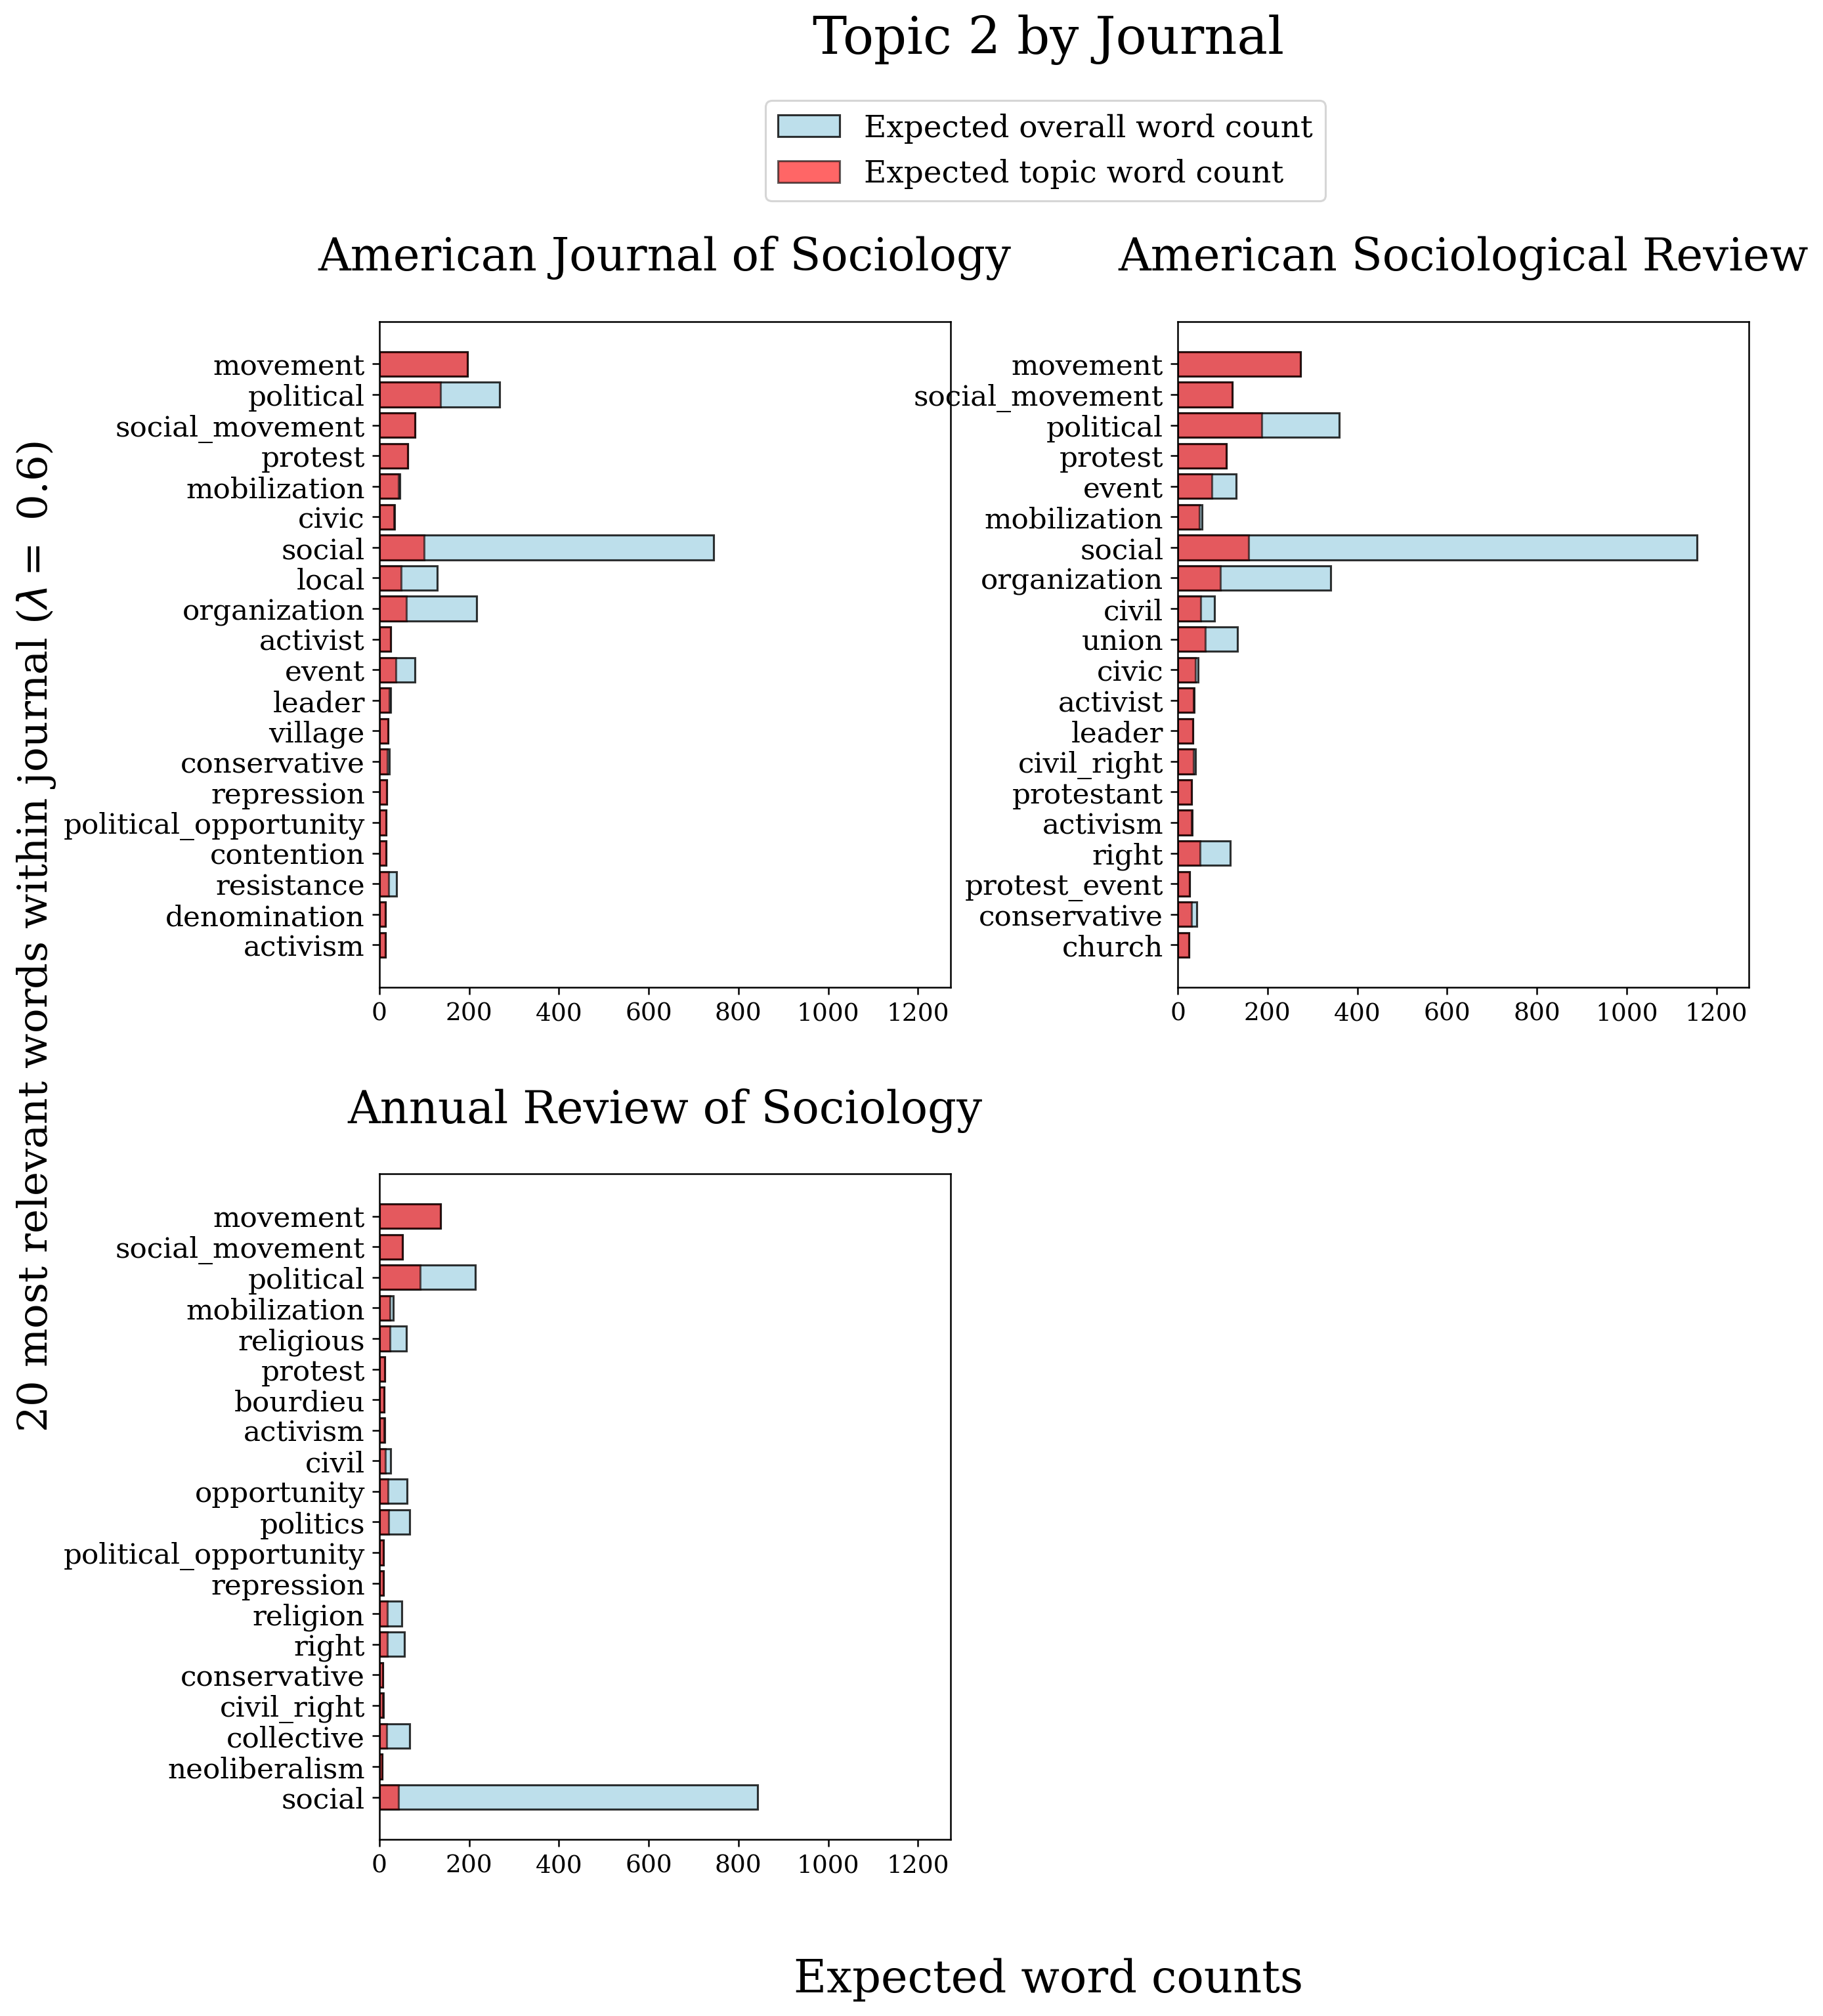 Topic 2 by Journal
Expected overall word count
Expected topic word count
20 most relevant words within journal (λ = 0.6)
American Journal of Sociology
movement
political
social_movement
protest
mobilization
civic
social
local
organization
activist
event
leader
village
conservative
repression
political_opportunity
contention
resistance
denomination
activism
0 200 400 600 800 1000 1200
American Sociological Review
movement
social_movement
political
protest
event
mobilization
social
organization
civil
union
civic
activist
leader
civil_right
protestant
activism
right
protest_event
conservative
church
0 200 400 600 800 1000 1200
Annual Review of Sociology
movement
social_movement
political
mobilization
religious
protest
bourdieu
activism
civil
opportunity
politics
political_opportunity
repression
religion
right
conservative
civil_right
collective
neoliberalism
social
0 200 400 600 800 1000 1200
Expected word counts